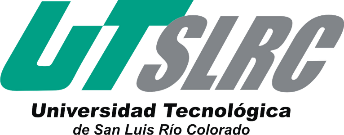 UTSLRC
Universidad Tecnológica
de San Luis Río Colorado